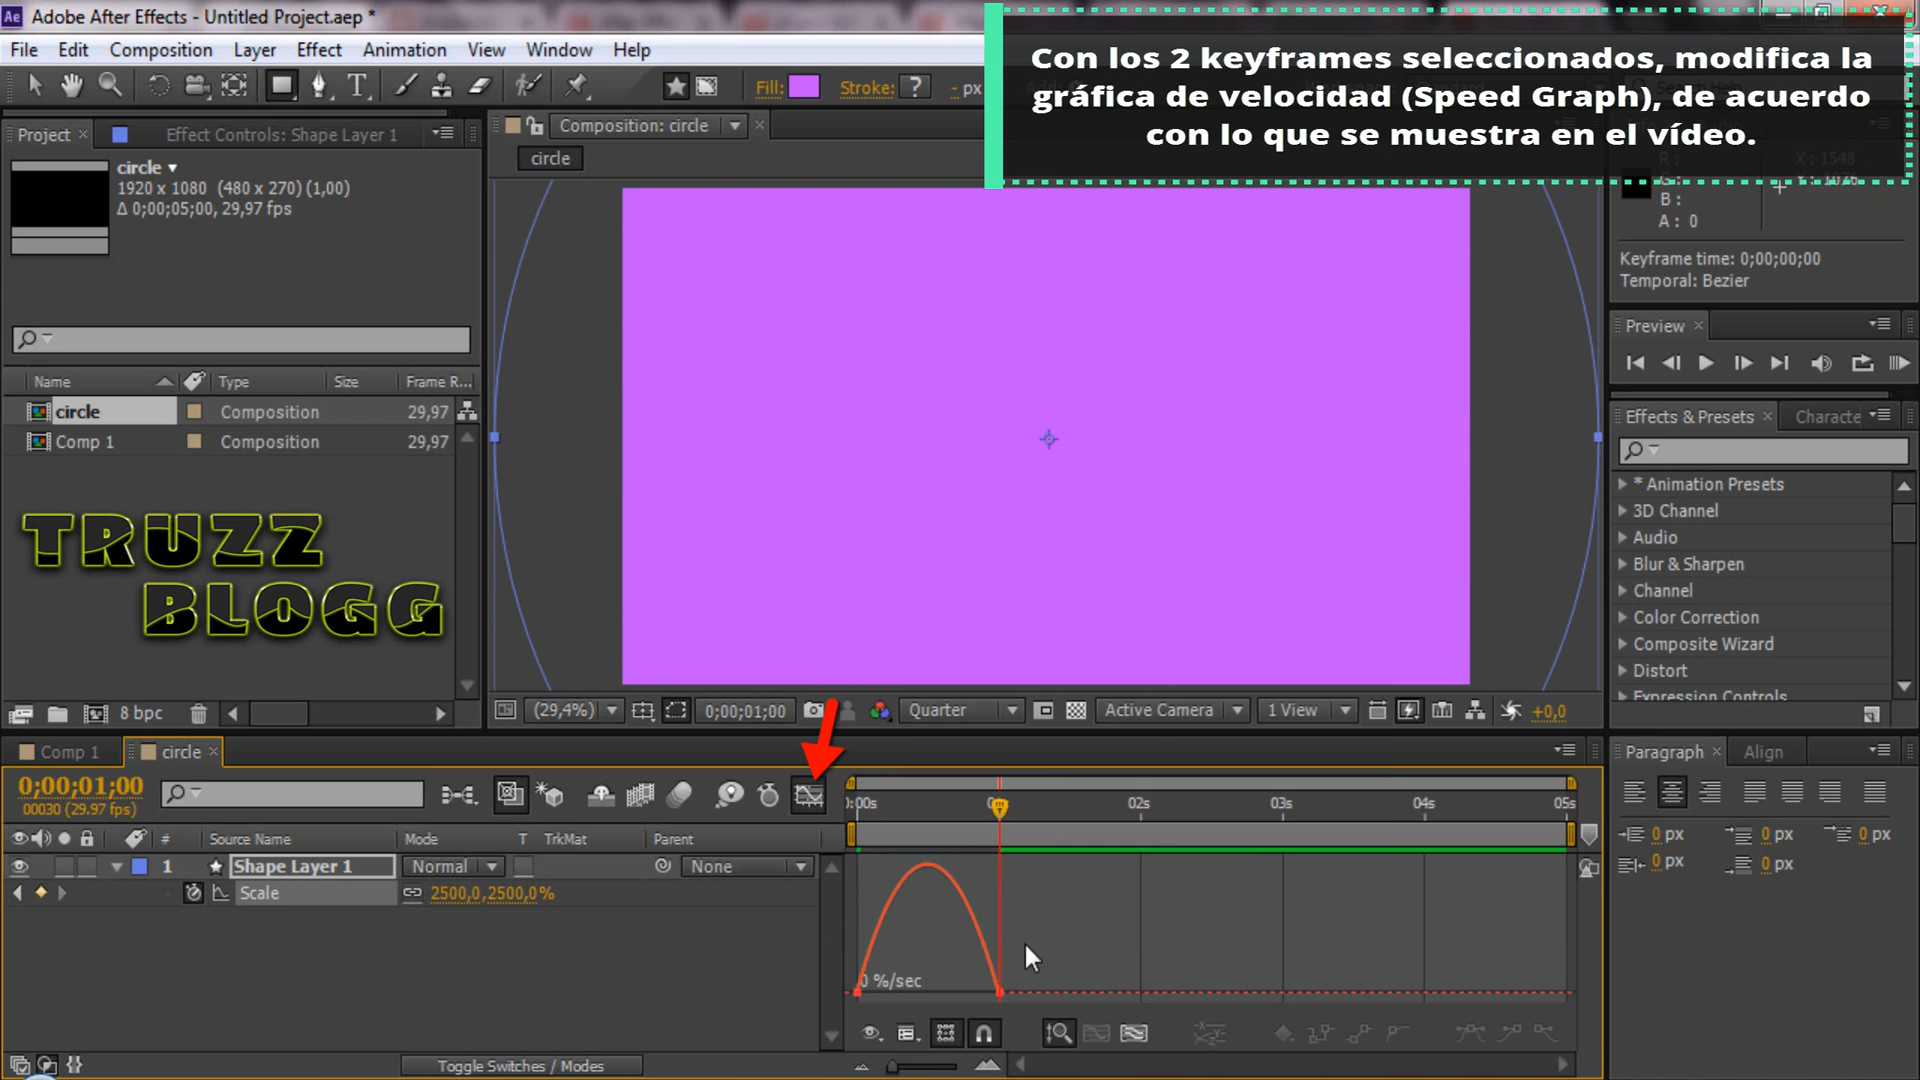 Adobe After Effects - Untitled Project.aep *
File Edit Composition Layer Effect Animation View Window Help
Fill: Stroke: ? - px
Con los 2 keyframes seleccionados, modifica la
gráfica de velocidad (Speed Graph), de acuerdo
con lo que se muestra en el vídeo.
Project × Effect Controls: Shape Layer 1
Composition: circle ×
circle
circle
1920 x 1080 (480 x 270) (1,00)
Δ 0;00;05;00, 29,97 fps
X : 1548
B :
A : 0
Keyframe time: 0;00;00;00
Temporal: Bezier
Preview ×
Name Type Size Frame R...
circle Composition 29,97
Comp 1 Composition 29,97
Effects & Presets × Characte
* Animation Presets
3D Channel
Audio
Blur & Sharpen
Channel
Color Correction
Composite Wizard
Distort
Expression Controls
TRUZZ
BLOGG
8 bpc
(29,4%) 0;00;01;00 Quarter Active Camera 1 View +0,0
Comp 1 circle ×
Paragraph × Align
0;00;01;00
00030 (29.97 fps)
0:00s 02s 03s 04s 05s
# Source Name Mode T TrkMat Parent
1 Shape Layer 1 Normal None
Scale 2500,0,2500,0%
0 %/sec
0 px 0 px 0 px
0 px 0 px
Toggle Switches / Modes